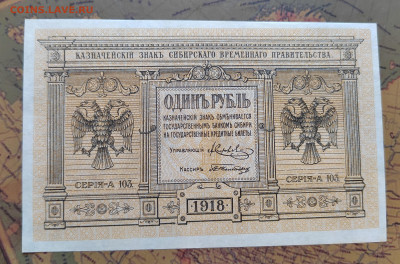 COINS.LAVE.RU
КАЗНАЧЕЙСКІЙ ЗНАКЪ СИБИРСКАГО ВРЕМЕННАГО ПРАВИТЕЛЬСТВА
ОДИНЪ РУБЛЬ
КАЗНАЧЕЙСКІЙ ЗНАКЪ ОБМѢНИВАЕТСЯ
ГОСУДАРСТВЕННЫМЪ БАНКОМЪ СИБИРИ
НА ГОСУДАРСТВЕННЫЕ КРЕДИТНЫЕ БИЛЕТЫ.
УПРАВЛЯЮЩІЙ
КАССИРЪ
СЕРІЯ-А 103
СЕРІЯ-А 103
1918